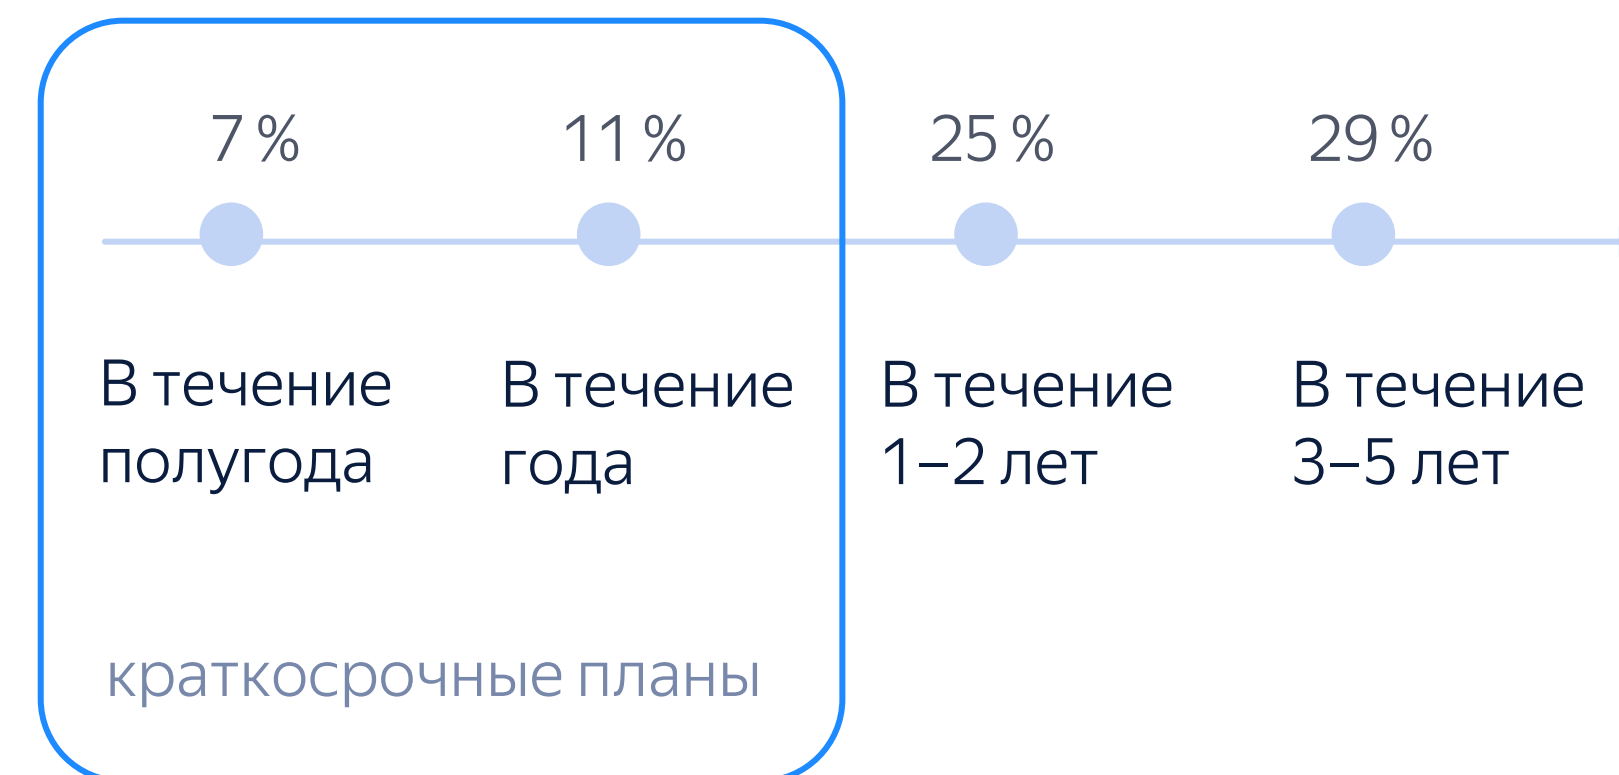 7 %
11 %
25 %
29 %
В течение
полугода
В течение
года
В течение
1–2 лет
В течение
3–5 лет
краткосрочные планы